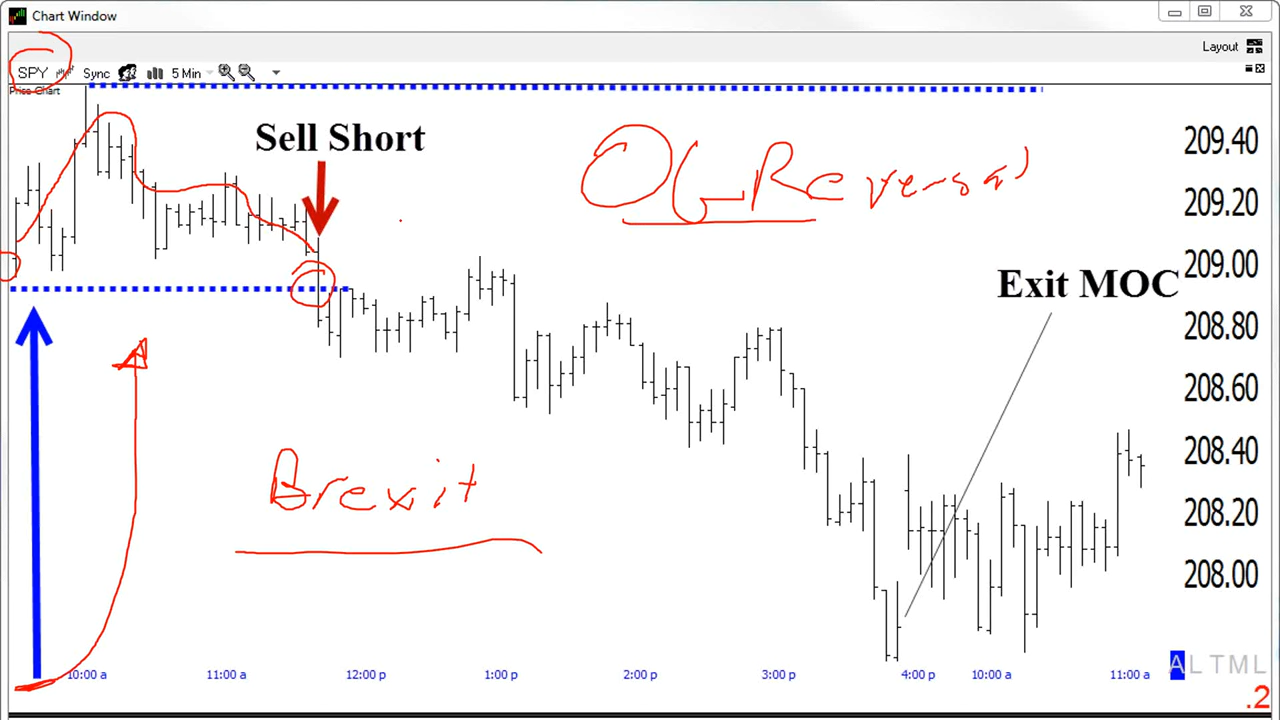 Chart Window
Layout
SPY Sync 5 Min
Price Chart
Sell Short
OG Reversal
Exit MOC
Brexit
209.40
209.20
209.00
208.80
208.60
208.40
208.20
208.00
10:00 a 11:00 a 12:00 p 1:00 p 2:00 p 3:00 p 4:00 p 10:00 a 11:00 a
A L T M L
.2